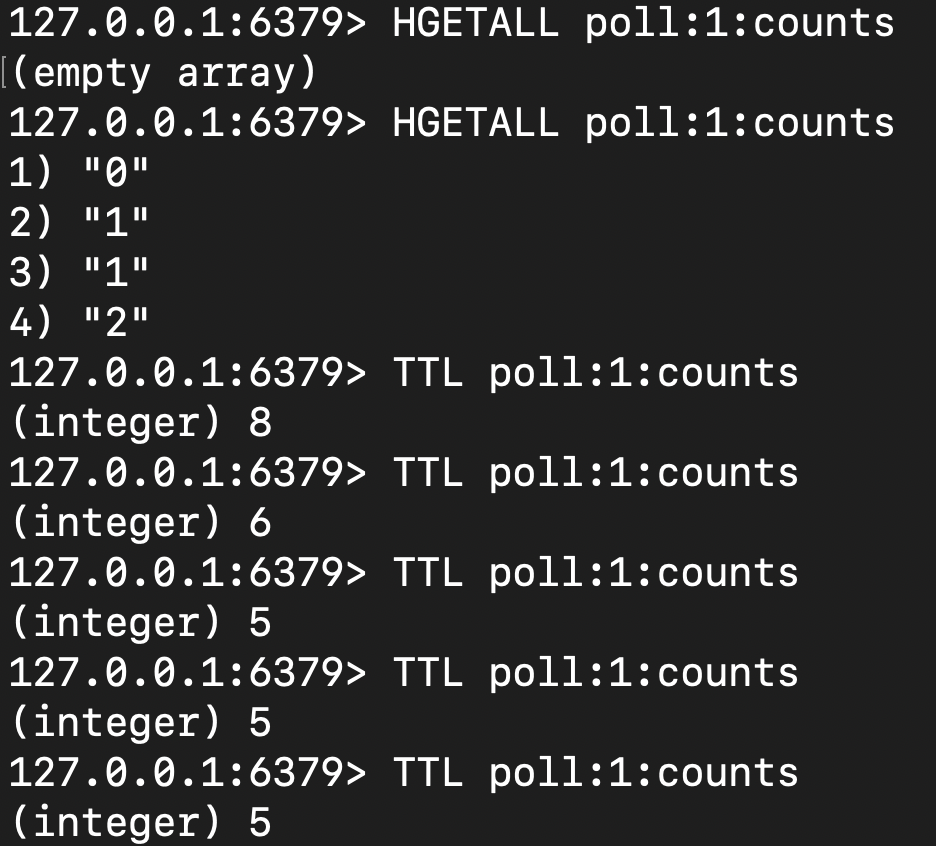 127.0.0.1:6379> HGETALL poll:1:counts
(empty array)
127.0.0.1:6379> HGETALL poll:1:counts
1) "0"
2) "1"
3) "1"
4) "2"
127.0.0.1:6379> TTL poll:1:counts
(integer) 8
127.0.0.1:6379> TTL poll:1:counts
(integer) 6
127.0.0.1:6379> TTL poll:1:counts
(integer) 5
127.0.0.1:6379> TTL poll:1:counts
(integer) 5
127.0.0.1:6379> TTL poll:1:counts
(integer) 5